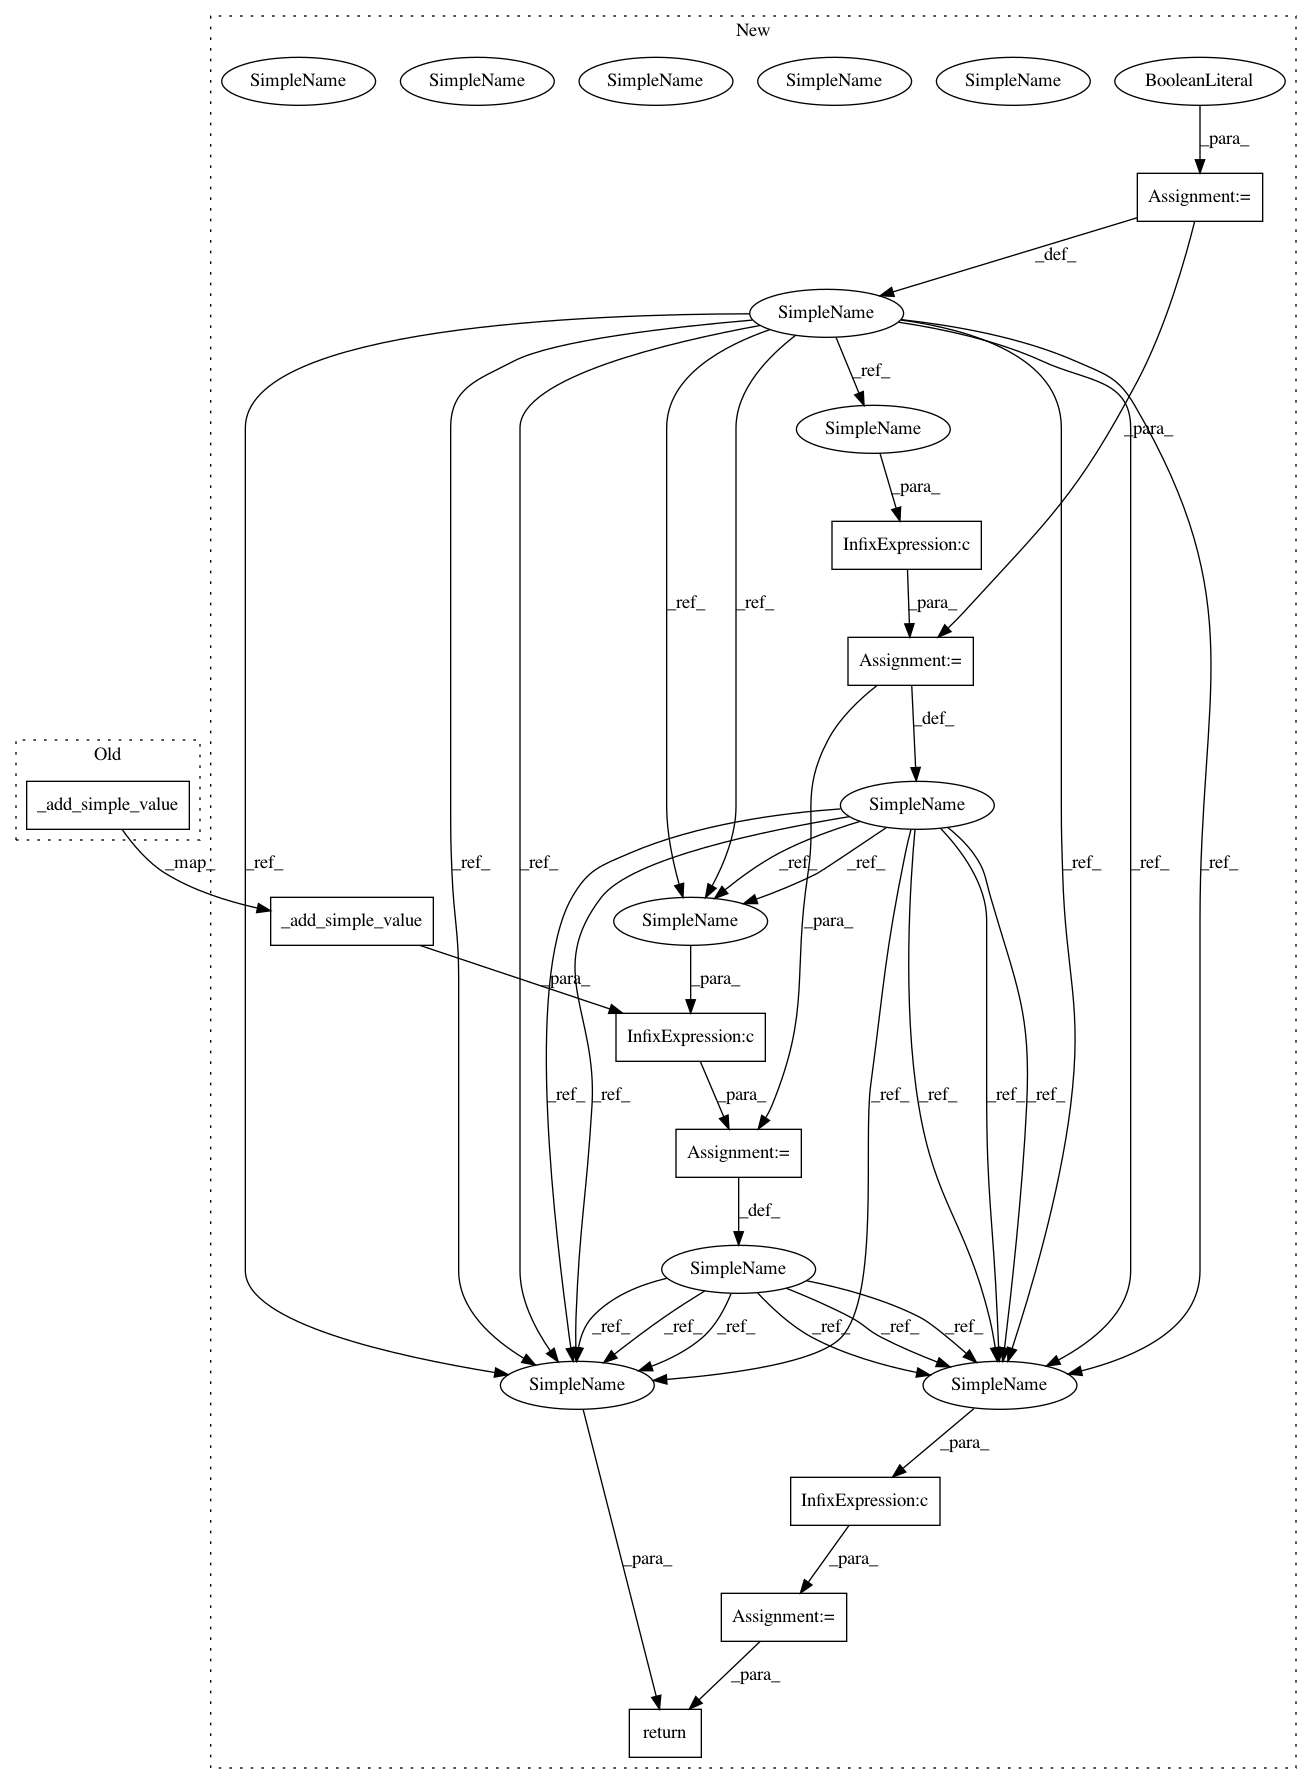 New
SimpleName SimpleName SimpleName SimpleName SimpleName BooleanLiteral
_para_
Assignment:=
_def_
SimpleName
_ref_
SimpleName
_para_
_para_
InfixExpression:c
_ref_ _ref_ _para_
Assignment:=
_def_
Old
_add_simple_value
SimpleName
_map_ _ref_ _ref_ _ref_ _ref_ _ref_ _ref_ _ref_ _ref_
_add_simple_value
SimpleName
_para_
_para_ _para_
InfixExpression:c
_para_ _ref_ _ref_ _ref_ _ref_ _ref_ _ref_
Assignment:=
_def_
SimpleName
_ref_ _ref_ _ref_ _ref_ _ref_ _ref_
SimpleName SimpleName
_para_
InfixExpression:c
_para_ _para_
Assignment:=
_para_
return